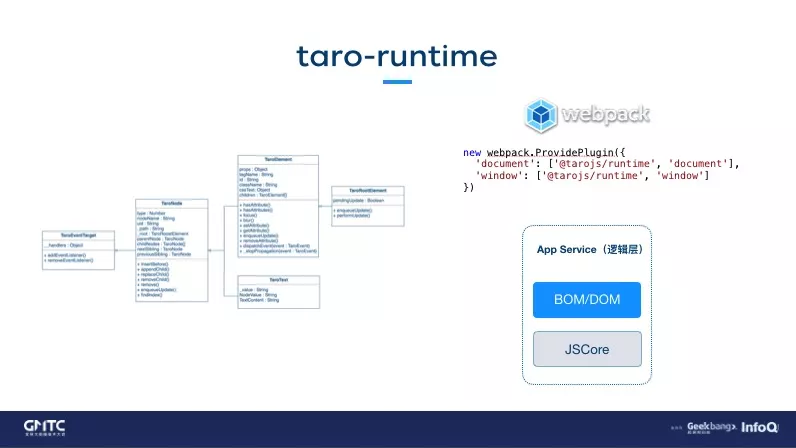 taro-runtime
webpack
new webpack.ProvidePlugin({
'document': ['@tarojs/runtime', 'document'],
'window': ['@tarojs/runtime', 'window']
})
TaroElement
props : Object
tagName : String
id : String
className : String
cssText : Object
children : TaroElement[]
+ hasAttribute()
+ hasAttributes()
+ focus()
+ blur()
+ setAttribute()
+ getAttribute()
+ enqueueUpdate()
+ removeAttribute()
+ dispatchEvent(event : TaroEvent)
+ _stopPropagation(event : TaroEvent)
TaroRootElement
pendingUpdate : Boolean
+ enqueueUpdate()
+ performUpdate()
TaroNode
type : Number
nodeName : String
uid : String
_path : String
_root : TaroRootElement
parentNode : TaroNode
childNodes : TaroNode[]
nextSibling : TaroNode
previousSibling : TaroNode
+ insertBefore()
+ appendChild()
+ replaceChild()
+ removeChild()
+ remove()
+ enqueueUpdate()
+ findIndex()
TaroEventTarget
__handlers : Object
+ addEventListener()
+ removeEventListener()
TaroText
_value : String
NodeValue : String
TextContent : String
App Service（逻辑层）
BOM/DOM
JSCore
GMTC
Geekbang>.
InfoQ